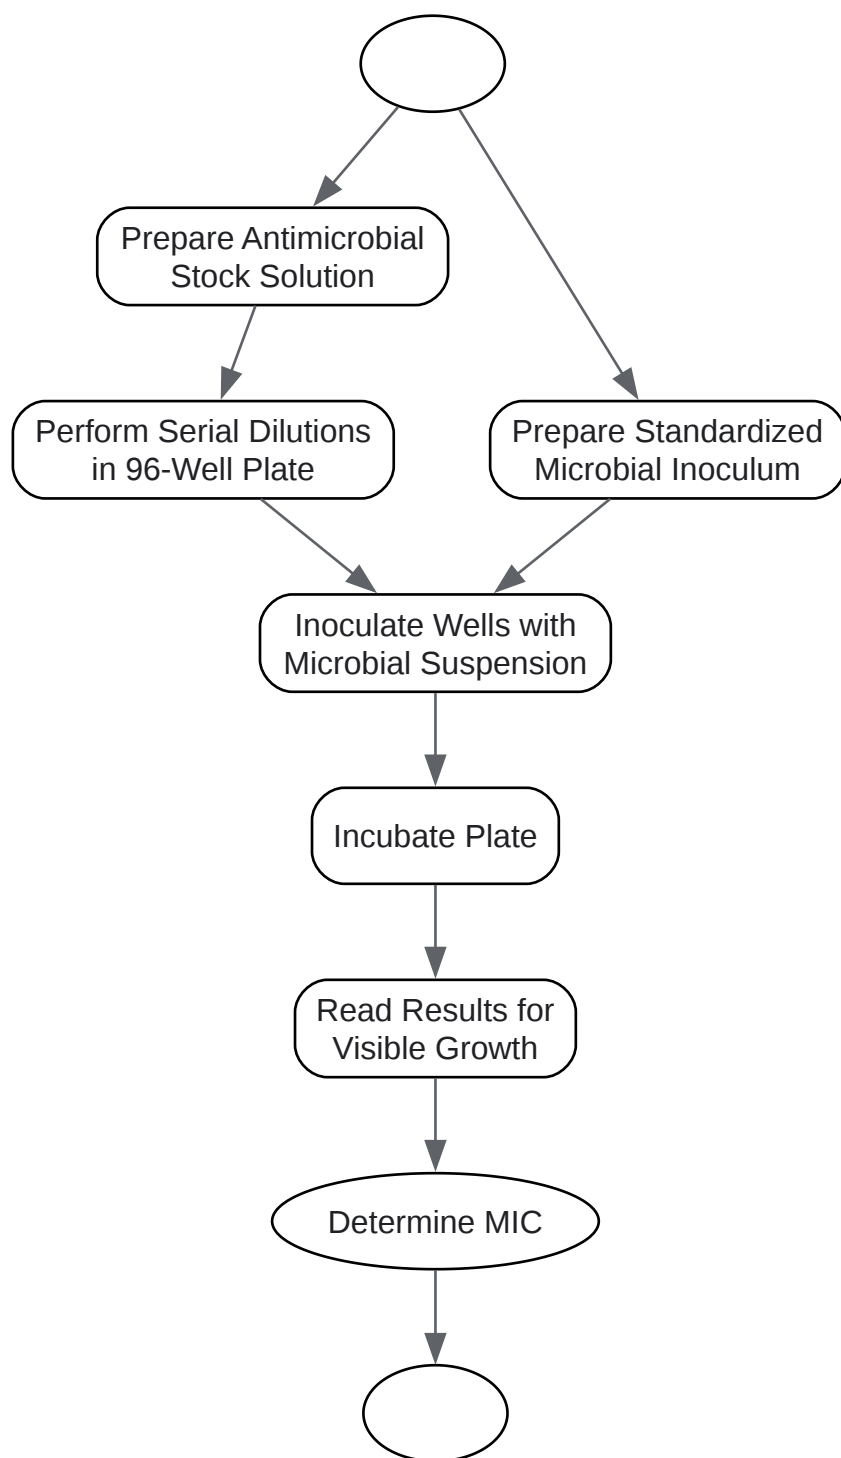 Prepare Antimicrobial
Stock Solution
Perform Serial Dilutions
in 96-Well Plate
Prepare Standardized
Microbial Inoculum
Inoculate Wells with
Microbial Suspension
Incubate Plate
Read Results for
Visible Growth
Determine MIC